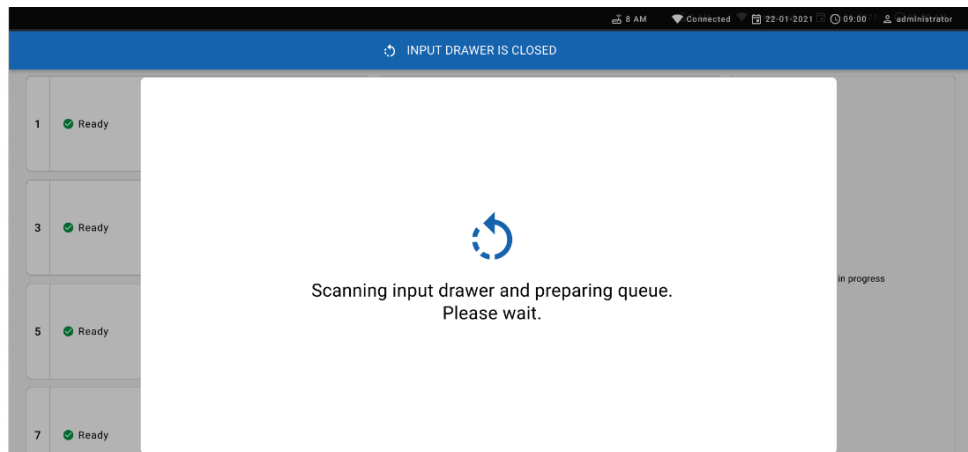 8 AM Connected 22-01-2021 09:00 administrator
INPUT DRAWER IS CLOSED
1 Ready
3 Ready
in progress
Scanning input drawer and preparing queue.
Please wait.
5 Ready
7 Ready